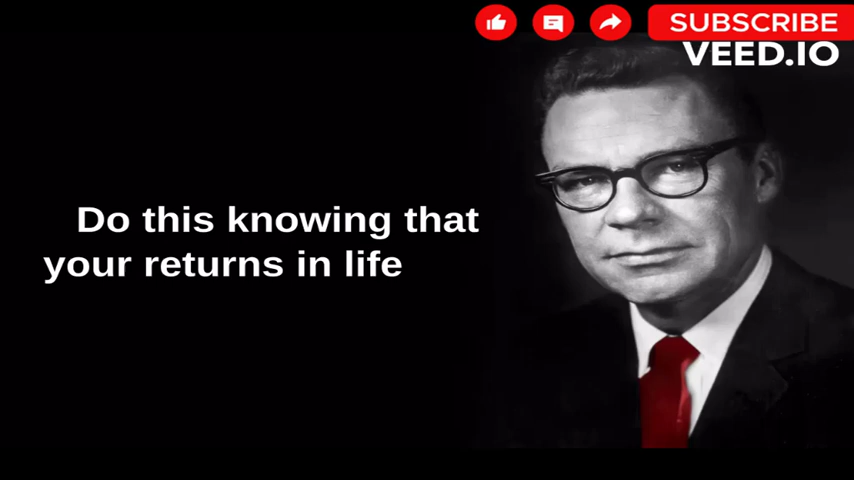 SUBSCRIBE
VEED.IO
Do this knowing that
your returns in life